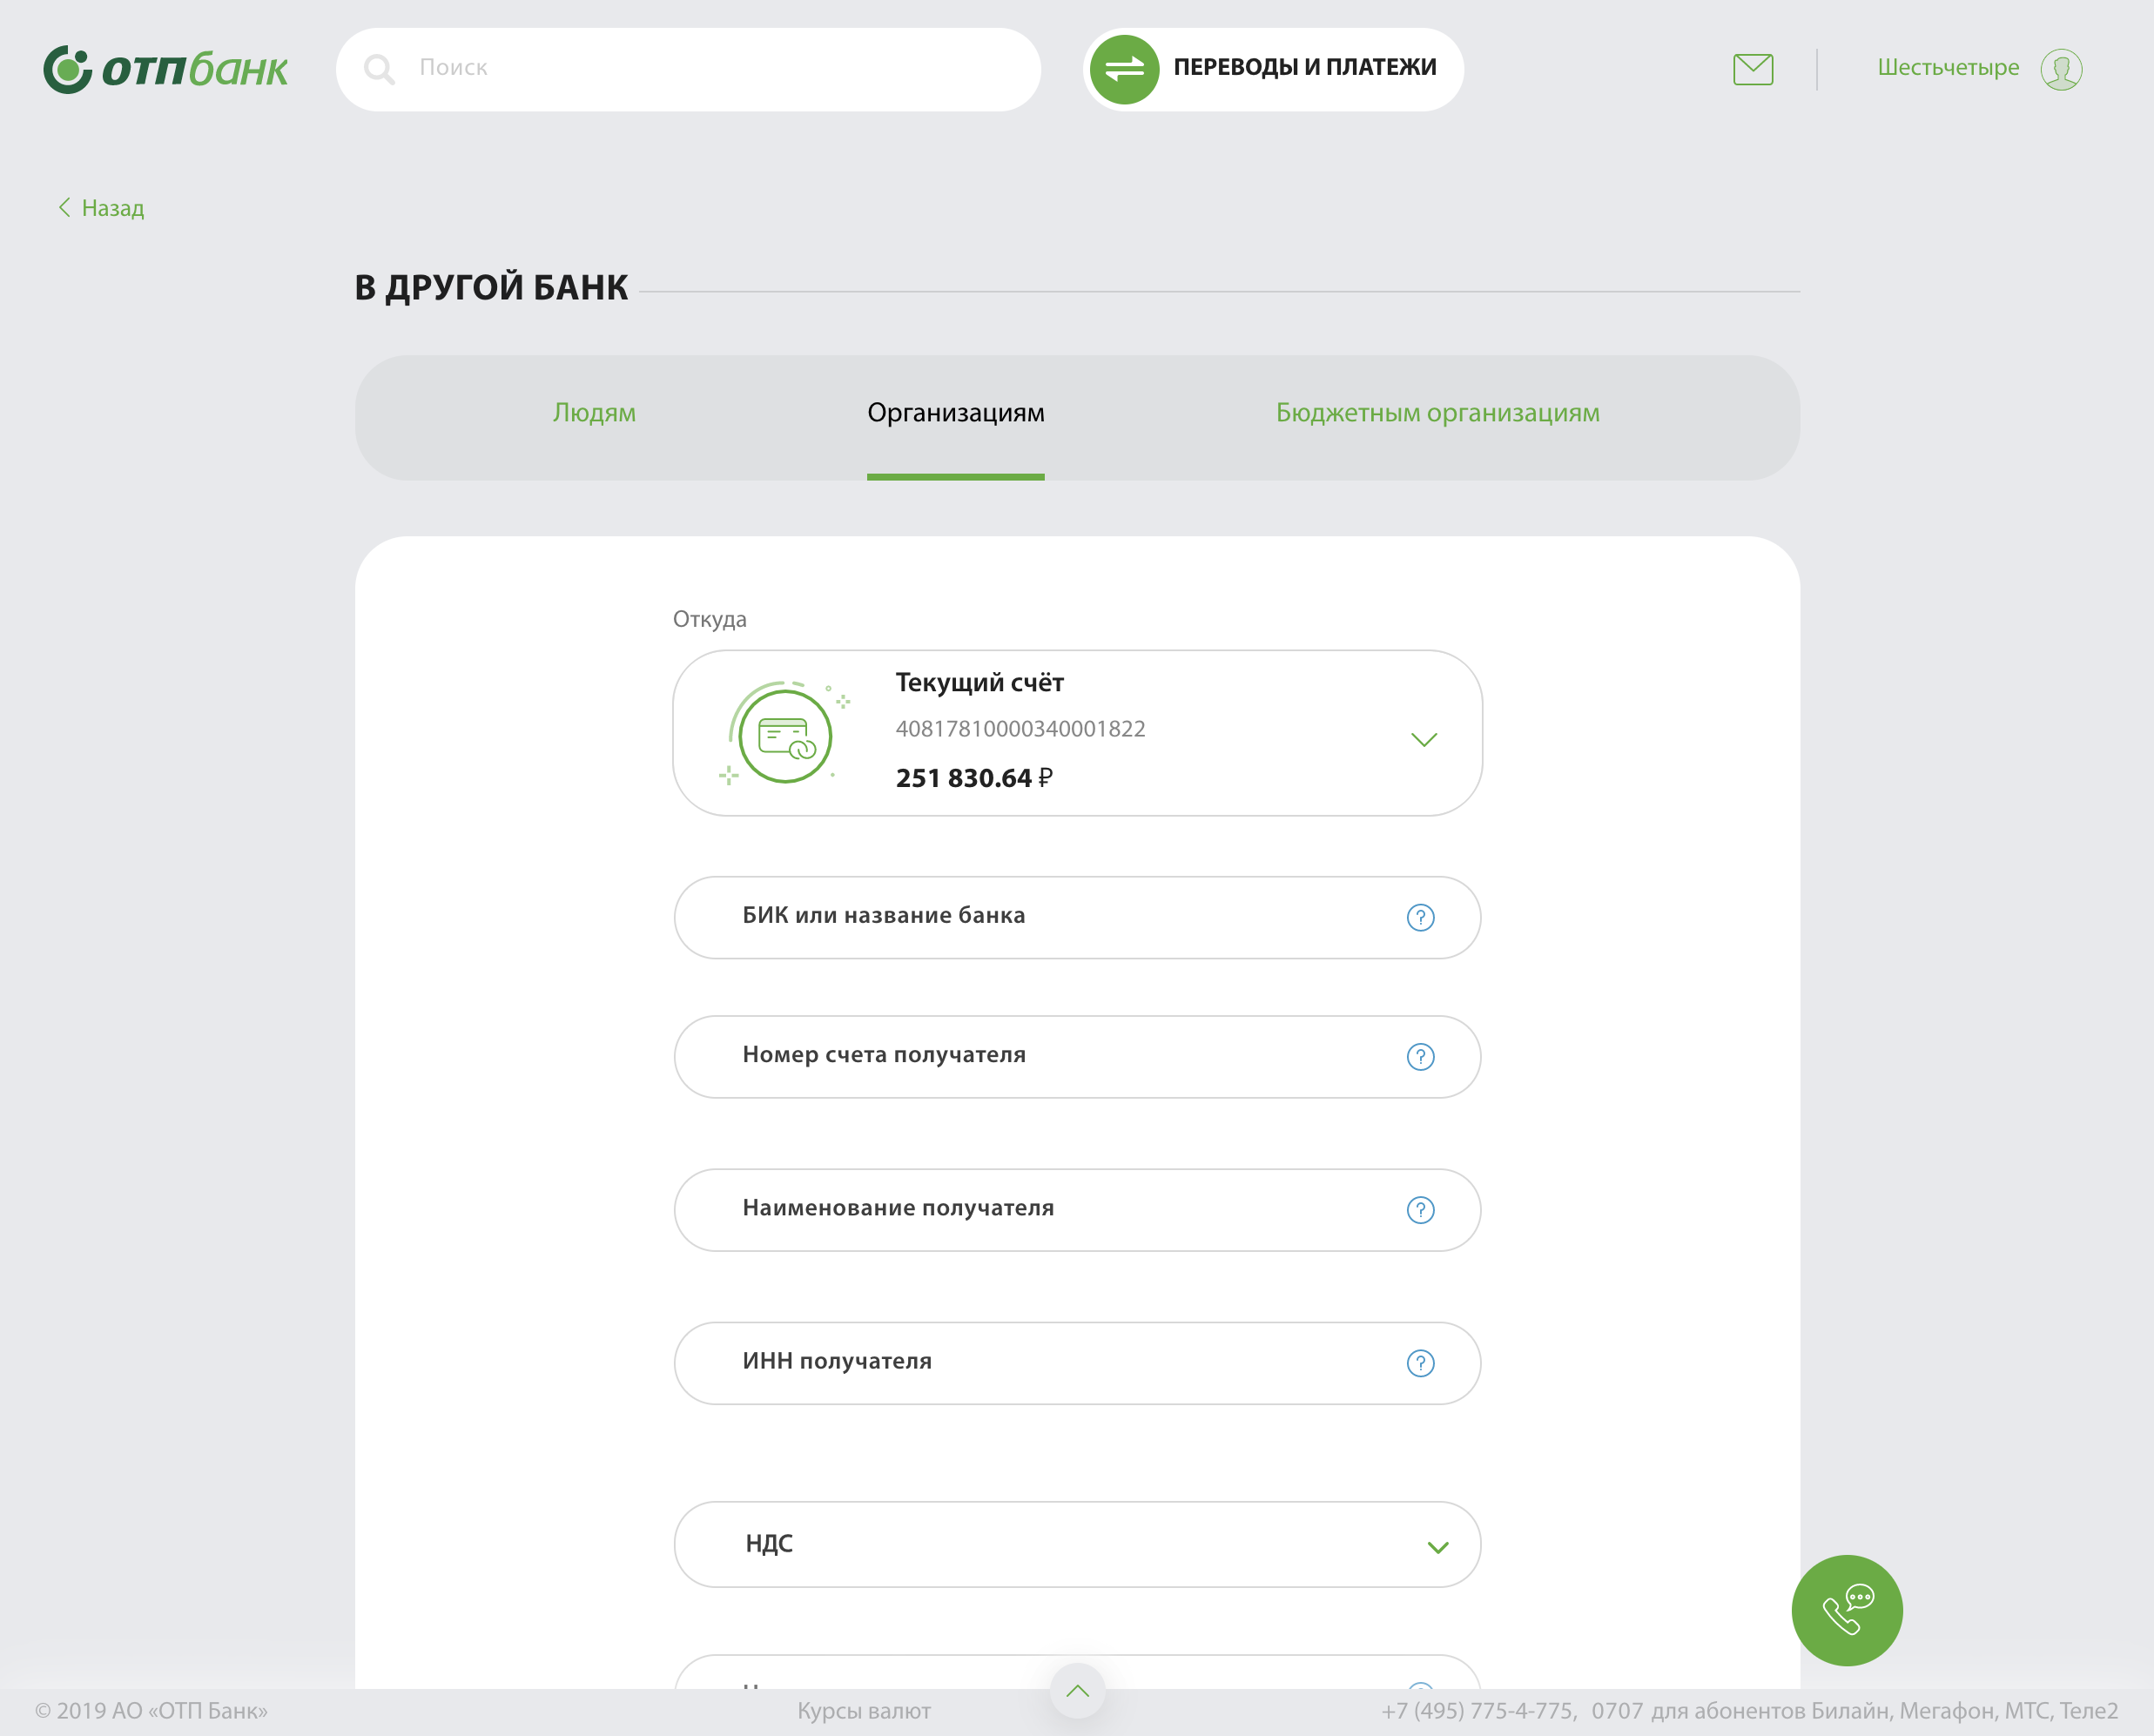 ОТПбанк
Поиск
ПЕРЕВОДЫ И ПЛАТЕЖИ
Шестьчетыре
Назад
В ДРУГОЙ БАНК
Людям
Организациям
Бюджетным организациям
Откуда
Текущий счёт
40817810000340001822
251 830.64 ₽
БИК или название банка
?
Номер счета получателя
?
Наименование получателя
?
ИНН получателя
?
НДС
© 2019 АО «ОТП Банк»
Курсы валют
+7 (495) 775-4-775, 0707 для абонентов Билайн, Мегафон, МТС, Теле2